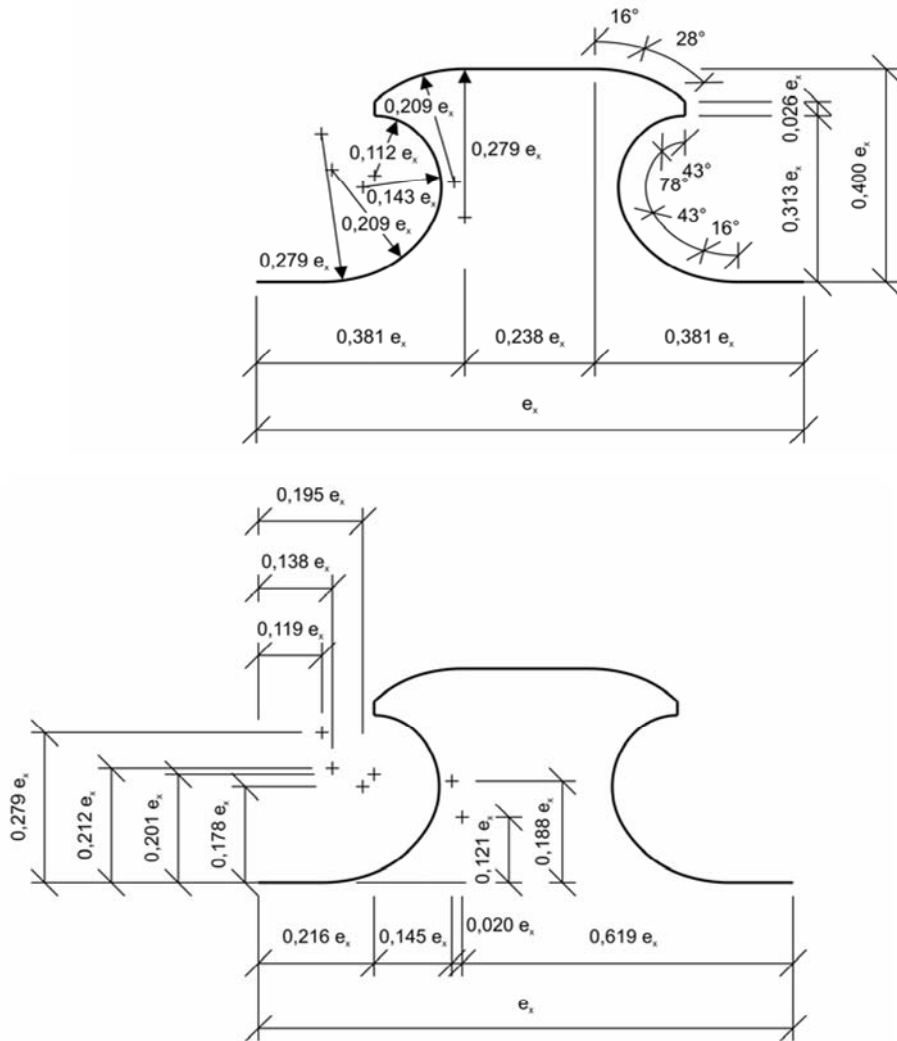 16°
28°
0,209 eₓ
0,026 eₓ
0,112 eₓ
0,279 eₓ
0,400 eₓ
43°
0,143 eₓ
78°
0,313 eₓ
0,209 eₓ
43°
16°
0,279 eₓ
0,381 eₓ
0,238 eₓ
0,381 eₓ
eₓ
0,195 eₓ
0,138 eₓ
0,119 eₓ
0,279 eₓ
0,212 eₓ
0,201 eₓ
0,178 eₓ
0,121 eₓ
0,188 eₓ
0,020 eₓ
0,216 eₓ
0,145 eₓ
0,619 eₓ
eₓ